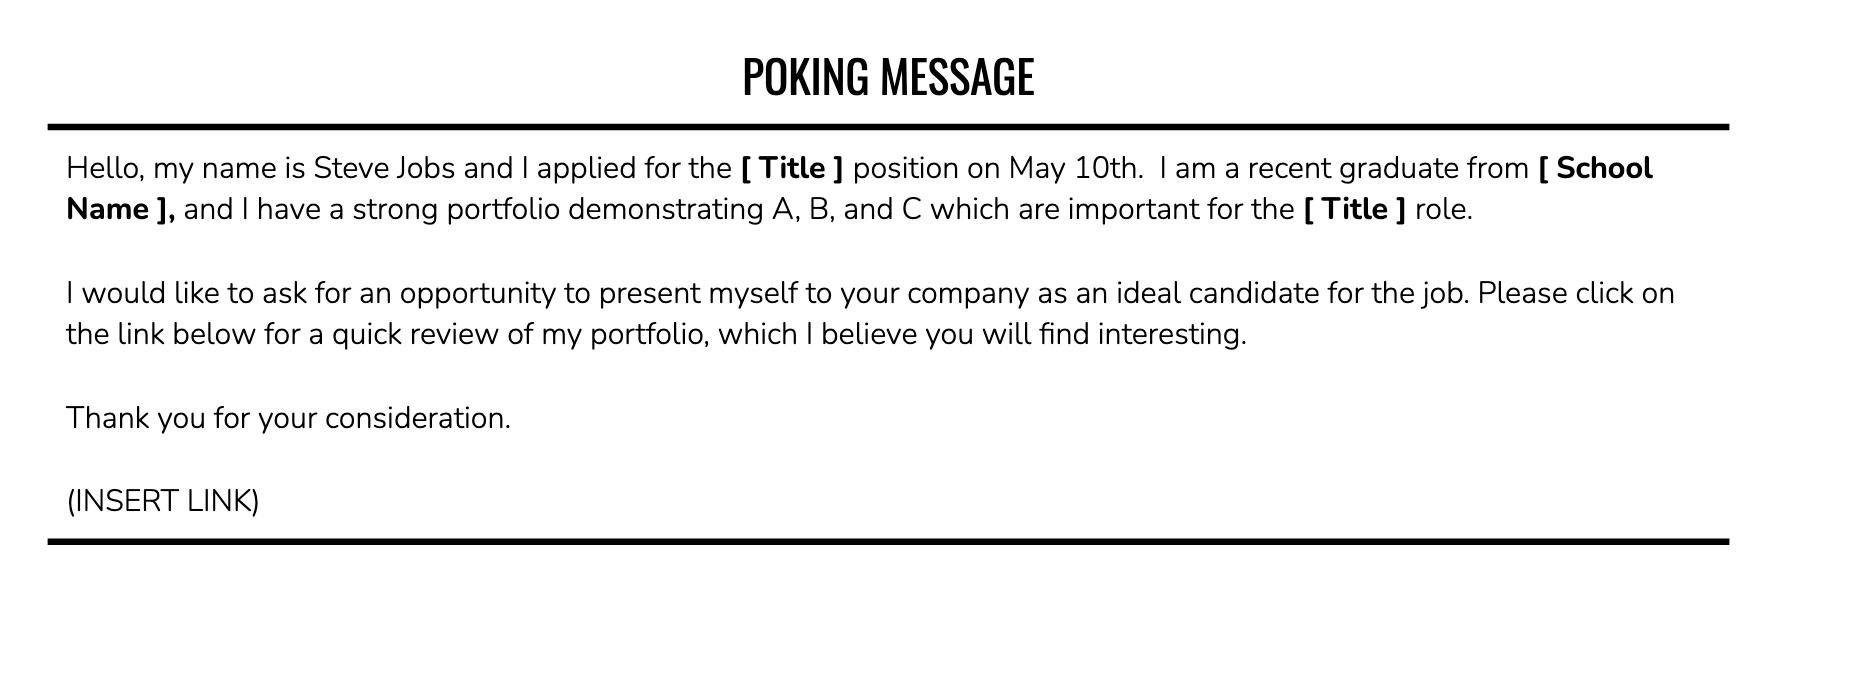 POKING MESSAGE
Hello, my name is Steve Jobs and I applied for the [ Title ] position on May 10th.  I am a recent graduate from [ School
Name ], and I have a strong portfolio demonstrating A, B, and C which are important for the [ Title ] role.
I would like to ask for an opportunity to present myself to your company as an ideal candidate for the job. Please click on
the link below for a quick review of my portfolio, which I believe you will find interesting.
Thank you for your consideration.
(INSERT LINK)